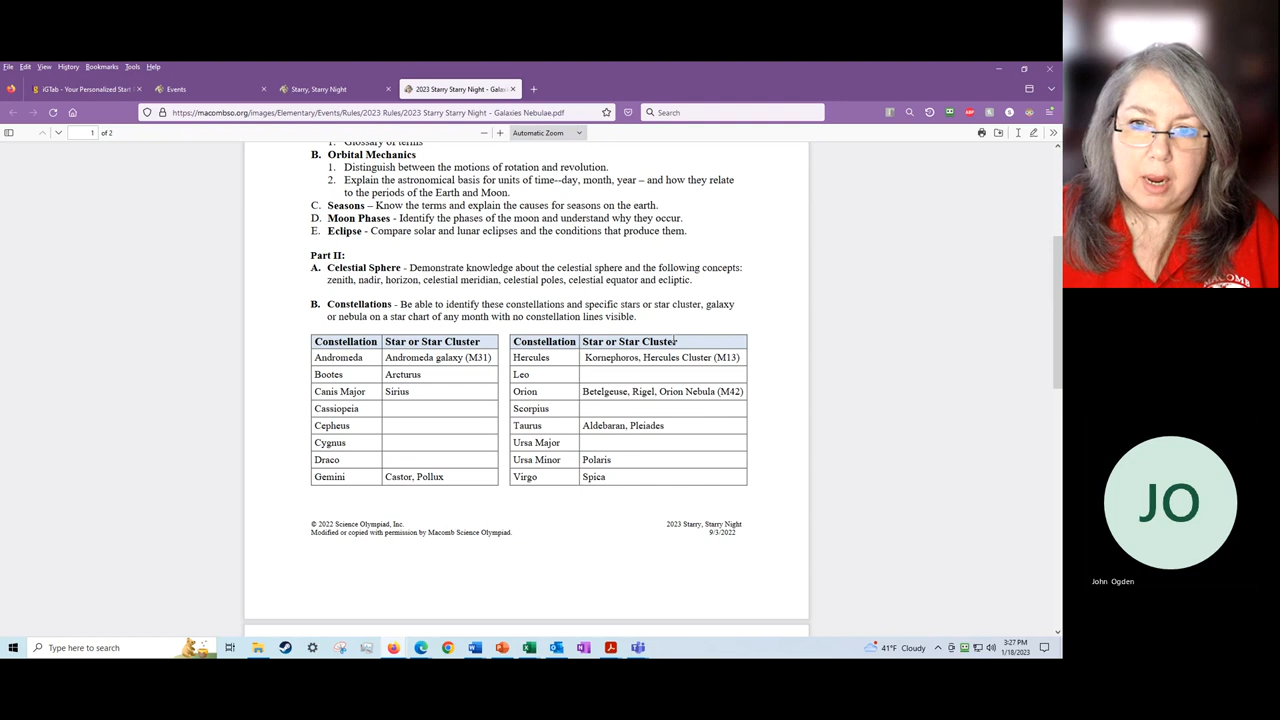 File Edit View History Bookmarks Tools Help
Events
Starry, Starry Night
2023 Starry Starry Night - Galaxi
https://macombso.org/images/Elementary/Events/Rules/2023 Rules/2023 Starry Starry Night - Galaxies Nebulae.pdf
Search
1 of 2
Automatic Zoom
1. Glossary of terms
B. Orbital Mechanics
1. Distinguish between the motions of rotation and revolution.
2. Explain the astronomical basis for units of time--day, month, year – and how they relate
to the periods of the Earth and Moon.
C. Seasons – Know the terms and explain the causes for seasons on the earth.
D. Moon Phases - Identify the phases of the moon and understand why they occur.
E. Eclipse - Compare solar and lunar eclipses and the conditions that produce them.
Part II:
A. Celestial Sphere - Demonstrate knowledge about the celestial sphere and the following concepts:
zenith, nadir, horizon, celestial meridian, celestial poles, celestial equator and ecliptic.
B. Constellations - Be able to identify these constellations and specific stars or star cluster, galaxy
or nebula on a star chart of any month with no constellation lines visible.
Constellation Star or Star Cluster Constellation Star or Star Cluster
Andromeda Andromeda galaxy (M31) Hercules Kornephoros, Hercules Cluster (M13)
Bootes Arcturus Leo
Canis Major Sirius Orion Betelgeuse, Rigel, Orion Nebula (M42)
Cassiopeia Scorpius
Cepheus Taurus Aldebaran, Pleiades
Cygnus Ursa Major
Draco Ursa Minor Polaris
Gemini Castor, Pollux Virgo Spica
© 2022 Science Olympiad, Inc. 2023 Starry, Starry Night
Modified or copied with permission by Macomb Science Olympiad. 9/3/2022
JO
John Ogden
Type here to search
41°F Cloudy
3:27 PM
1/18/2023